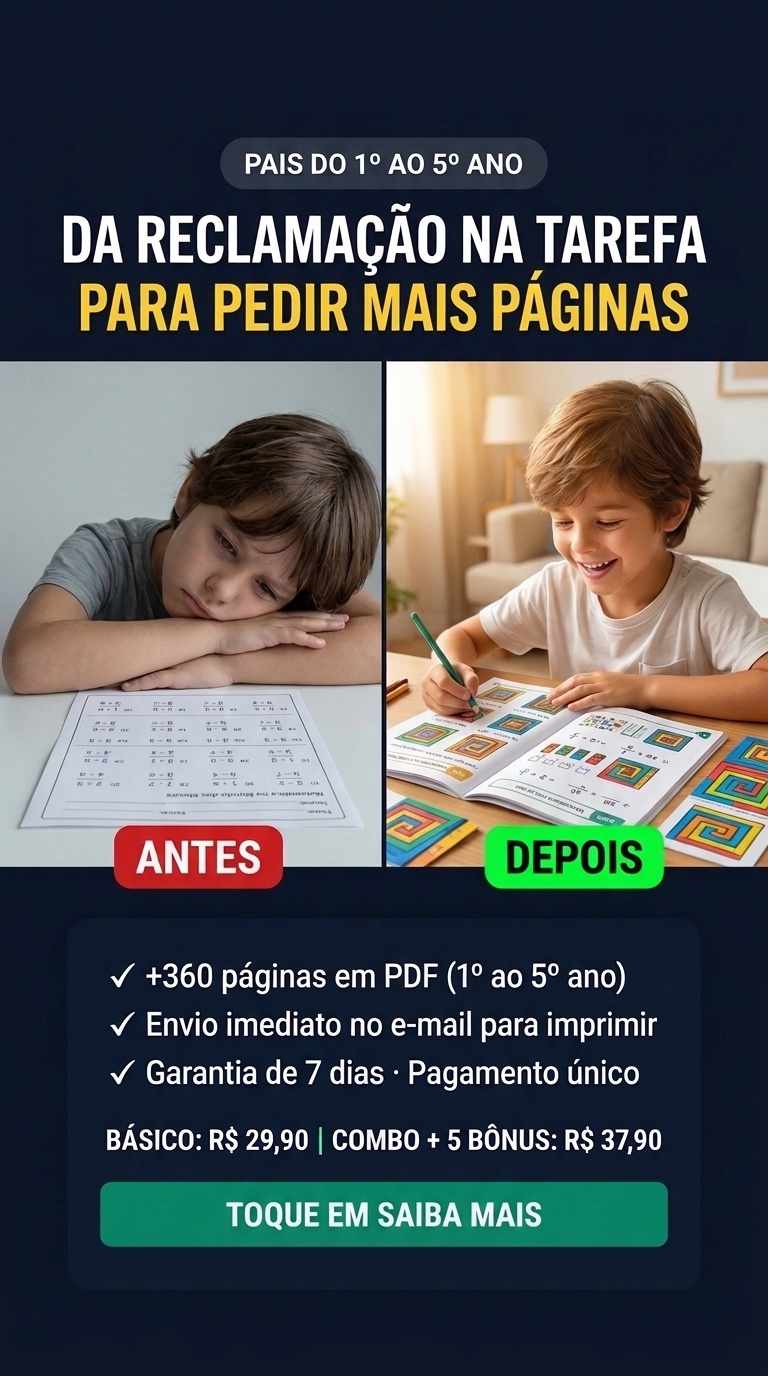 PAIS DO 1º AO 5º ANO
DA RECLAMAÇÃO NA TAREFA
PARA PEDIR MAIS PÁGINAS
ANTES
DEPOIS
✓ +360 páginas em PDF (1º ao 5º ano)
✓ Envio imediato no e-mail para imprimir
✓ Garantia de 7 dias · Pagamento único
BÁSICO: R$ 29,90 | COMBO + 5 BÔNUS: R$ 37,90
TOQUE EM SAIBA MAIS